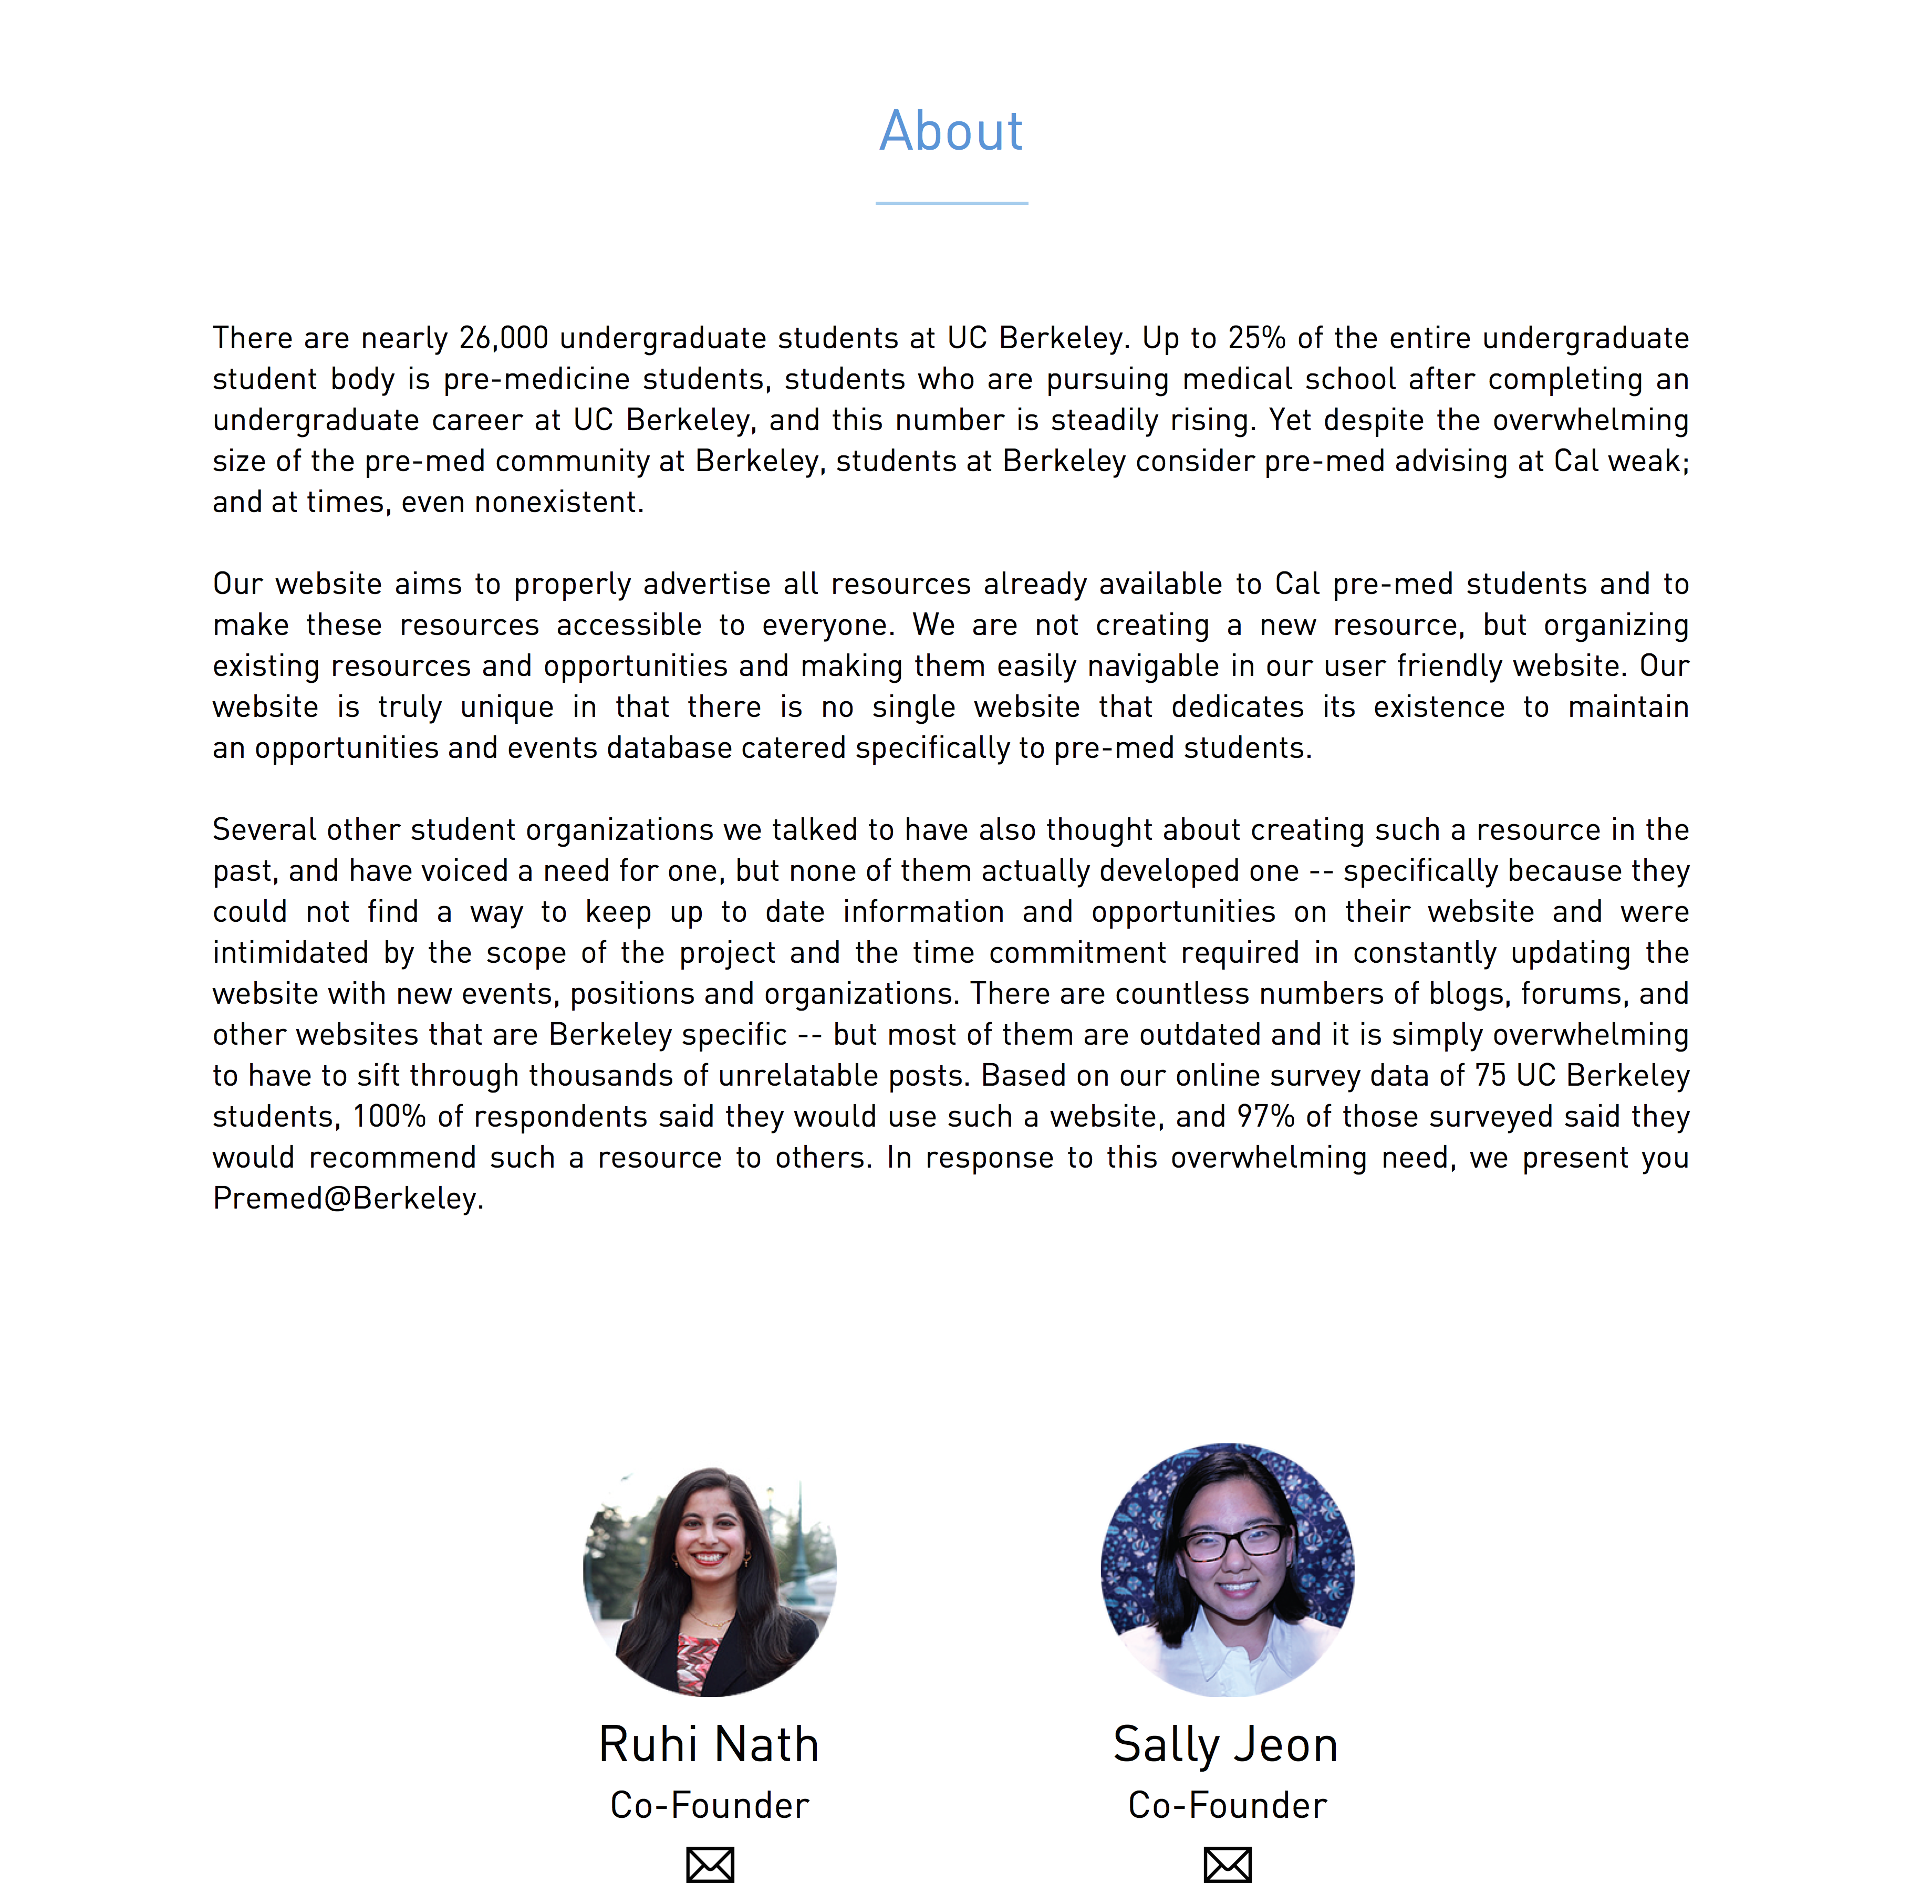 About
There are nearly 26,000 undergraduate students at UC Berkeley. Up to 25% of the entire undergraduate
student body is pre-medicine students, students who are pursuing medical school after completing an
undergraduate career at UC Berkeley, and this number is steadily rising. Yet despite the overwhelming
size of the pre-med community at Berkeley, students at Berkeley consider pre-med advising at Cal weak;
and at times, even nonexistent.
Our website aims to properly advertise all resources already available to Cal pre-med students and to
make these resources accessible to everyone. We are not creating a new resource, but organizing
existing resources and opportunities and making them easily navigable in our user friendly website. Our
website is truly unique in that there is no single website that dedicates its existence to maintain
an opportunities and events database catered specifically to pre-med students.
Several other student organizations we talked to have also thought about creating such a resource in the
past, and have voiced a need for one, but none of them actually developed one -- specifically because they
could not find a way to keep up to date information and opportunities on their website and were
intimidated by the scope of the project and the time commitment required in constantly updating the
website with new events, positions and organizations. There are countless numbers of blogs, forums, and
other websites that are Berkeley specific -- but most of them are outdated and it is simply overwhelming
to have to sift through thousands of unrelatable posts. Based on our online survey data of 75 UC Berkeley
students, 100% of respondents said they would use such a website, and 97% of those surveyed said they
would recommend such a resource to others. In response to this overwhelming need, we present you
Premed@Berkeley.
Ruhi Nath
Co-Founder
Sally Jeon
Co-Founder